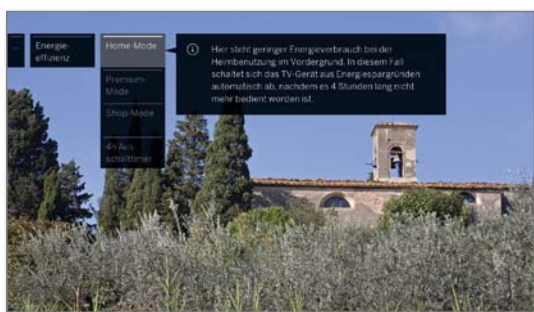 Energie-
effizienz
Home-Mode
Hier steht geringer Energieverbrauch bei der
Heimbenutzung im Vordergrund. In diesem Fall
schaltet sich das TV-Gerät aus Energiespargründen
automatisch ab, nachdem es 4 Stunden lang nicht
mehr bedient worden ist.
Premium-
Mode
Shop-Mode
4h Aus-
schalttimer